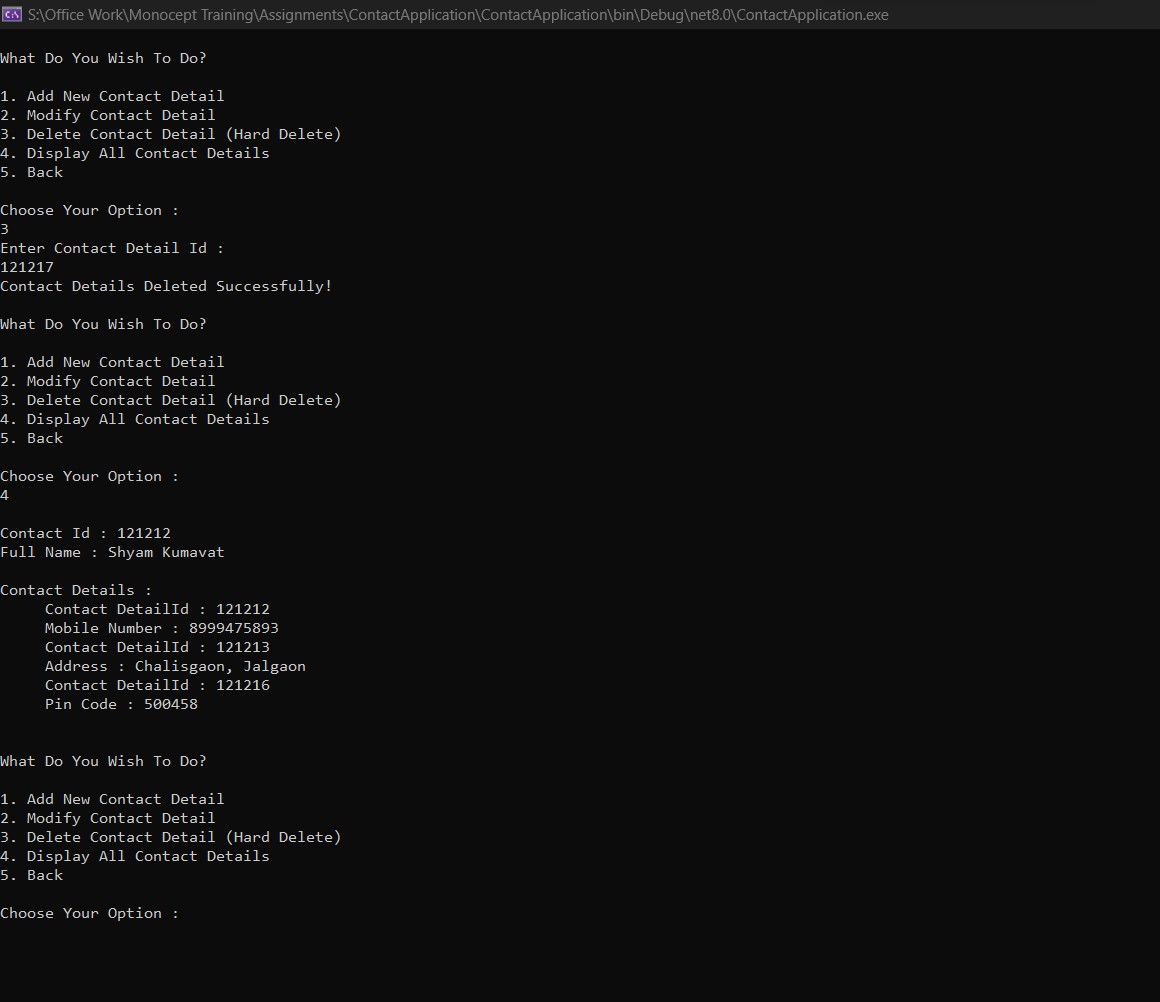 S:\Office Work\Monocept Training\Assignments\ContactApplication\ContactApplication\bin\Debug\net8.0\ContactApplication.exe
What Do You Wish To Do?
1. Add New Contact Detail
2. Modify Contact Detail
3. Delete Contact Detail (Hard Delete)
4. Display All Contact Details
5. Back
Choose Your Option :
3
Enter Contact Detail Id :
121217
Contact Details Deleted Successfully!
What Do You Wish To Do?
1. Add New Contact Detail
2. Modify Contact Detail
3. Delete Contact Detail (Hard Delete)
4. Display All Contact Details
5. Back
Choose Your Option :
4
Contact Id : 121212
Full Name : Shyam Kumavat
Contact Details :
Contact DetailId : 121212
Mobile Number : 8999475893
Contact DetailId : 121213
Address : Chalisgaon, Jalgaon
Contact DetailId : 121216
Pin Code : 500458
What Do You Wish To Do?
1. Add New Contact Detail
2. Modify Contact Detail
3. Delete Contact Detail (Hard Delete)
4. Display All Contact Details
5. Back
Choose Your Option :